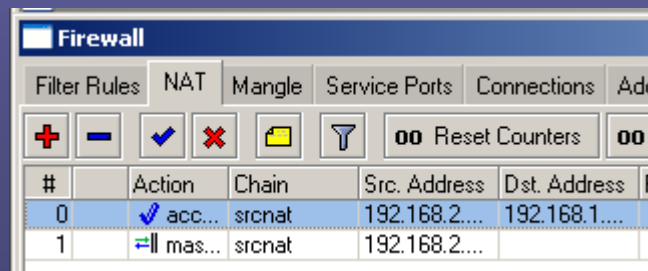 Firewall
Filter Rules NAT Mangle Service Ports Connections Ad
00 Reset Counters 00
# Action Chain Src. Address Dst. Address
0 acc... srcnat 192.168.2.... 192.168.1....
1 mas... srcnat 192.168.2....